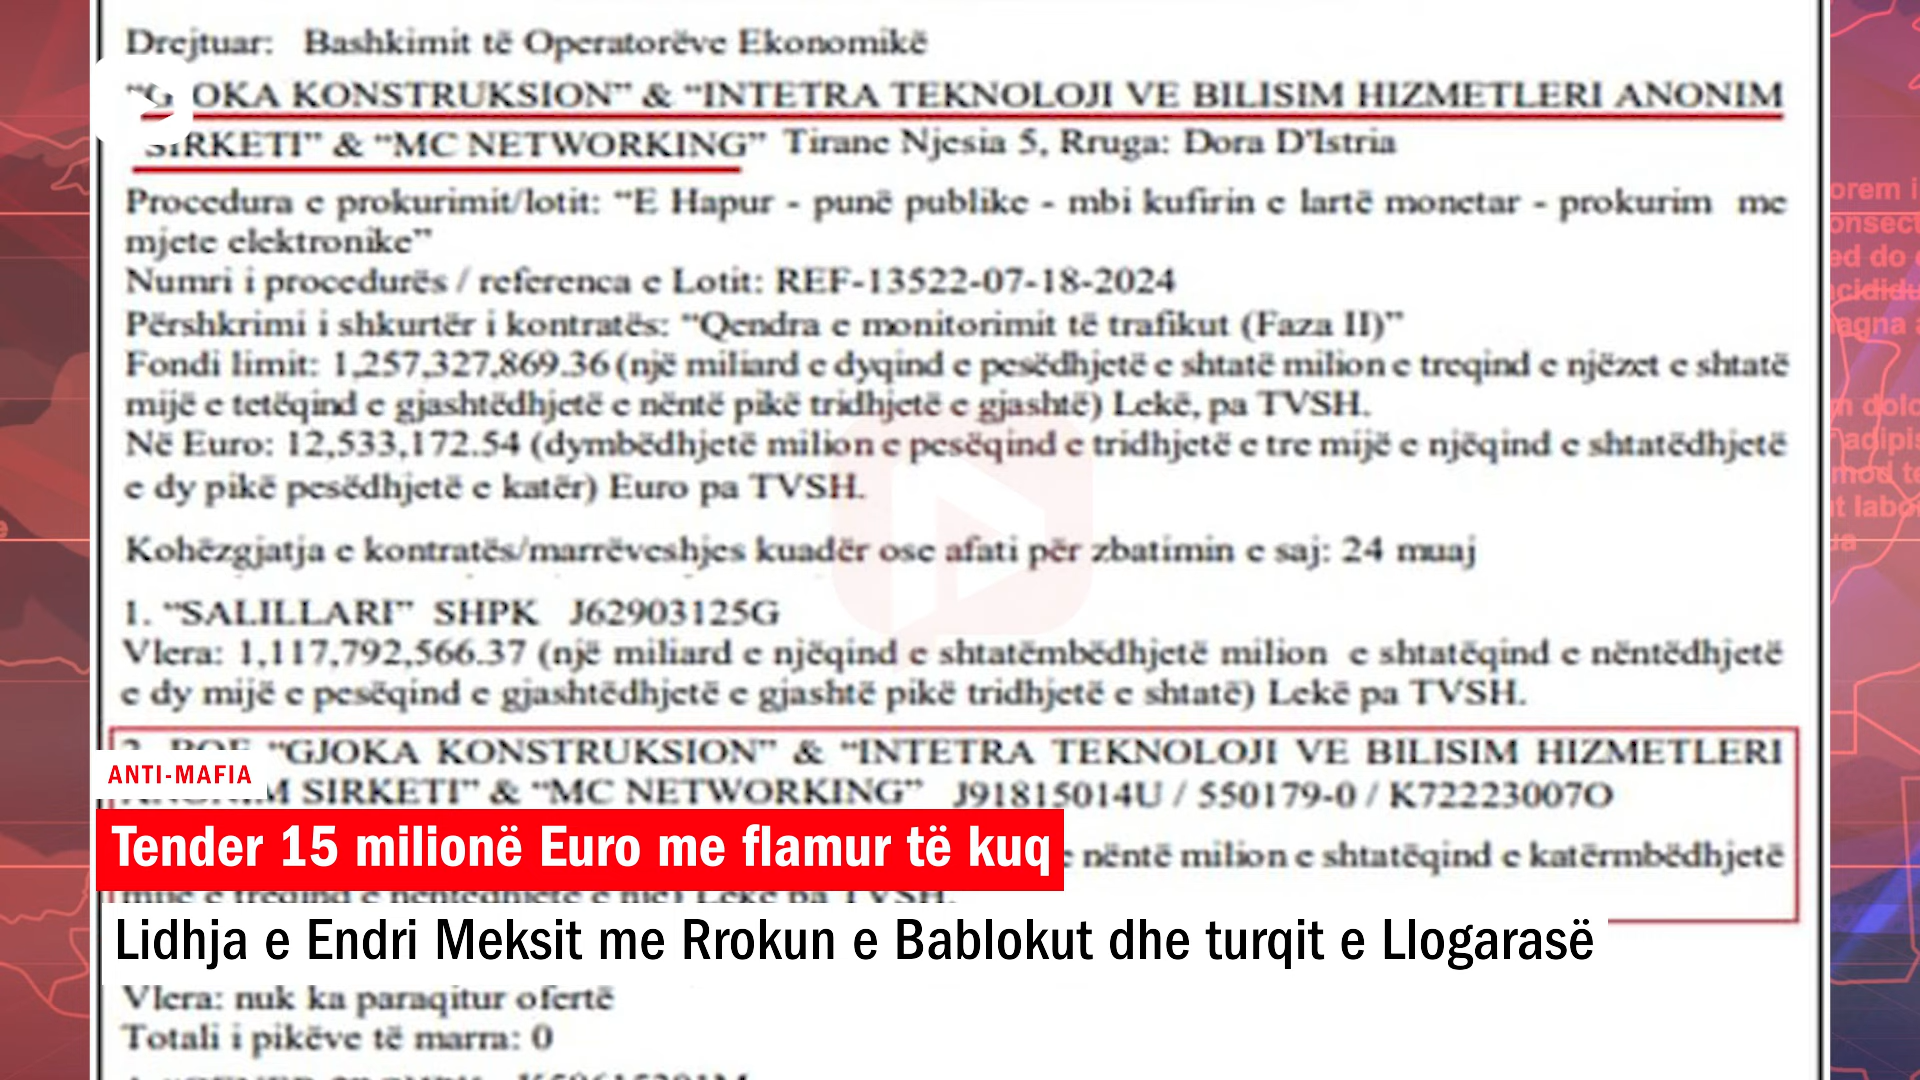 Drejtuar: Bashkimit të Operatorëve Ekonomikë
OKA KONSTRUKSION” & “INTETRA TEKNOLOJI VE BILISIM HIZMETLERI ANONIM
SIRKETI” & “MC NETWORKING” Tirane Njesia 5, Rruga: Dora D'Istria
Procedura e prokurimit/lotit: “E Hapur - punë publike - mbi kufirin e lartë monetar - prokurim me
mjete elektronike”
Numri i procedurës / referenca e Lotit: REF-13522-07-18-2024
Përshkrimi i shkurtër i kontratës: “Qendra e monitorimit të trafikut (Faza II)”
Fondi limit: 1,257,327,869.36 (një miliard e dyqind e pesëdhjetë e shtatë milion e treqind e njëzet e shtatë
mijë e tetëqind e gjashtëdhjetë e nëntë pikë tridhjetë e gjashtë) Lekë, pa TVSH.
Në Euro: 12,533,172.54 (dymbëdhjetë milion e pesëqind e tridhjetë e tre mijë e njëqind e shtatëdhjetë
e dy pikë pesëdhjetë e katër) Euro pa TVSH.
Kohëzgjatja e kontratës/marrëveshjes kuadër ose afati për zbatimin e saj: 24 muaj
1. “SALILLARI” SHPK J62903125G
Vlera: 1,117,792,566.37 (një miliard e njëqind e shtatëmbëdhjetë milion e shtatëqind e nëntëdhjetë
e dy mijë e pesëqind e gjashtëdhjetë e gjashtë pikë tridhjetë e shtatë) Lekë pa TVSH.
“GJOKA KONSTRUKSION” & “INTETRA TEKNOLOJI VE BILISIM HIZMETLERI
ANTI-MAFIA
SIRKETI” & “MC NETWORKING” J91815014U / 550179-0 / K72223007O
Tender 15 milionë Euro me flamur të kuq
e nëntë milion e shtatëqind e katërmbëdhjetë
Lidhja e Endri Meksit me Rrokun e Bablokut dhe turqit e Llogarasë
Vlera: nuk ka paraqitur ofertë
Totali i pikëve të marra: 0